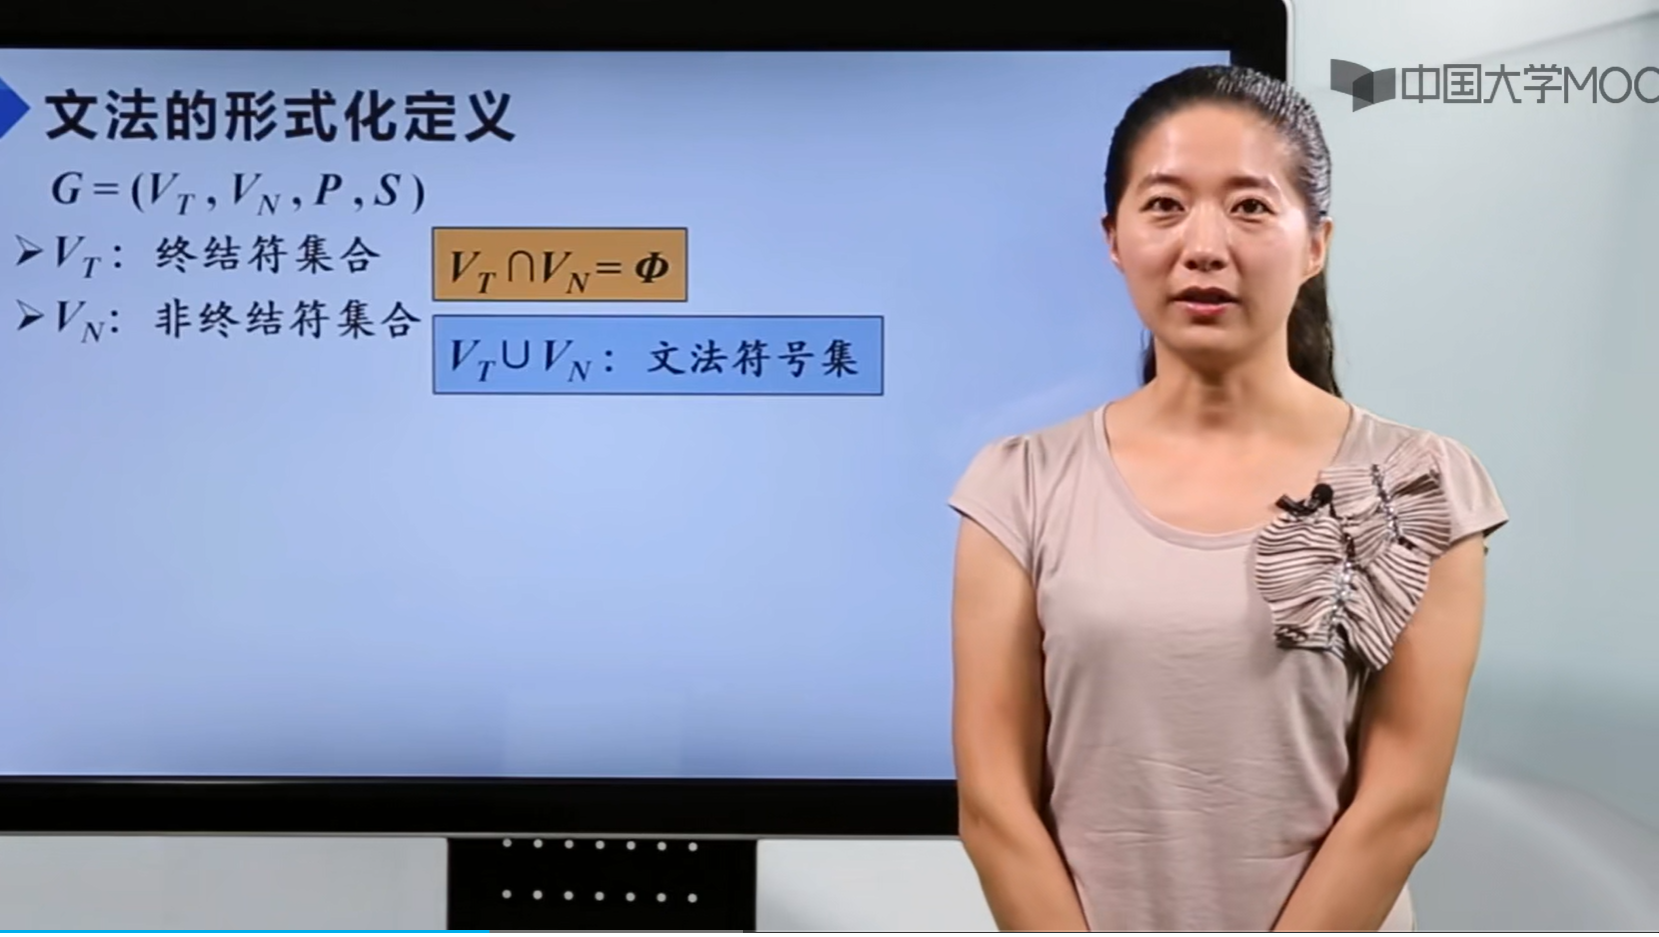 中国大学MOO
文法的形式化定义
G = (V_T , V_N , P , S )
➢V_T: 终结符集合
V_T ∩V_N= Φ
➢V_N: 非终结符集合
V_T∪V_N: 文法符号集